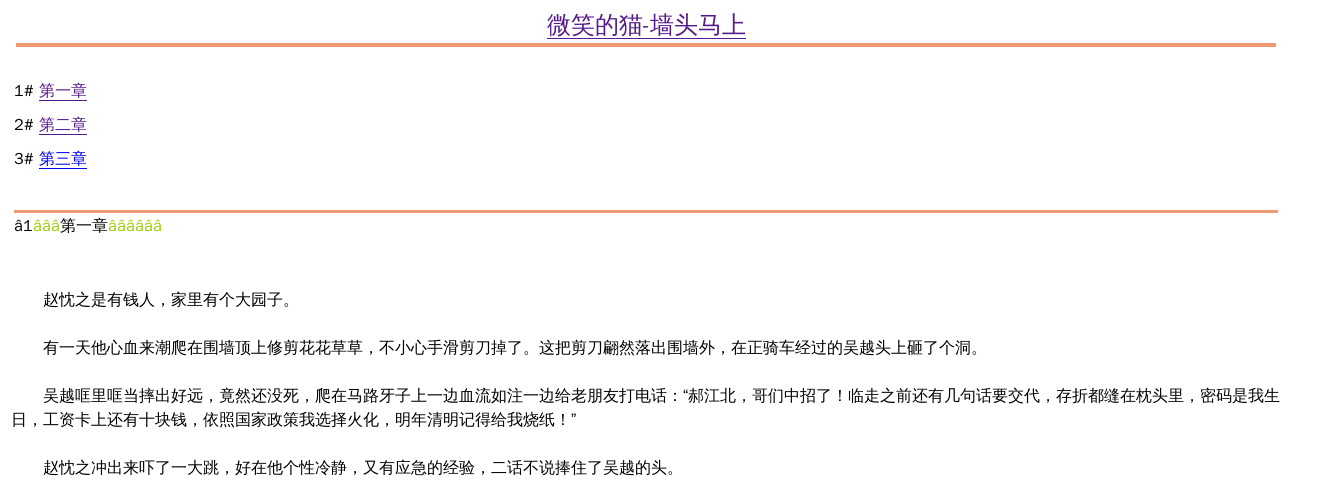 微笑的猫-墙头马上
1# 第一章
2# 第二章
3# 第三章
â1âââ第一章ââââââ
赵忱之是有钱人，家里有个大园子。
有一天他心血来潮爬在围墙顶上修剪花花草草，不小心手滑剪刀掉了。这把剪刀翩然落出围墙外，在正骑车经过的吴越头上砸了个洞。
吴越哐里哐当摔出好远，竟然还没死，爬在马路牙子上一边血流如注一边给老朋友打电话：“郝江北，哥们中招了！临走之前还有几句话要交代，存折都缝在枕头里，密码是我生
日，工资卡上还有十块钱，依照国家政策我选择火化，明年清明记得给我烧纸！”
赵忱之冲出来吓了一大跳，好在他个性冷静，又有应急的经验，二话不说捧住了吴越的头。